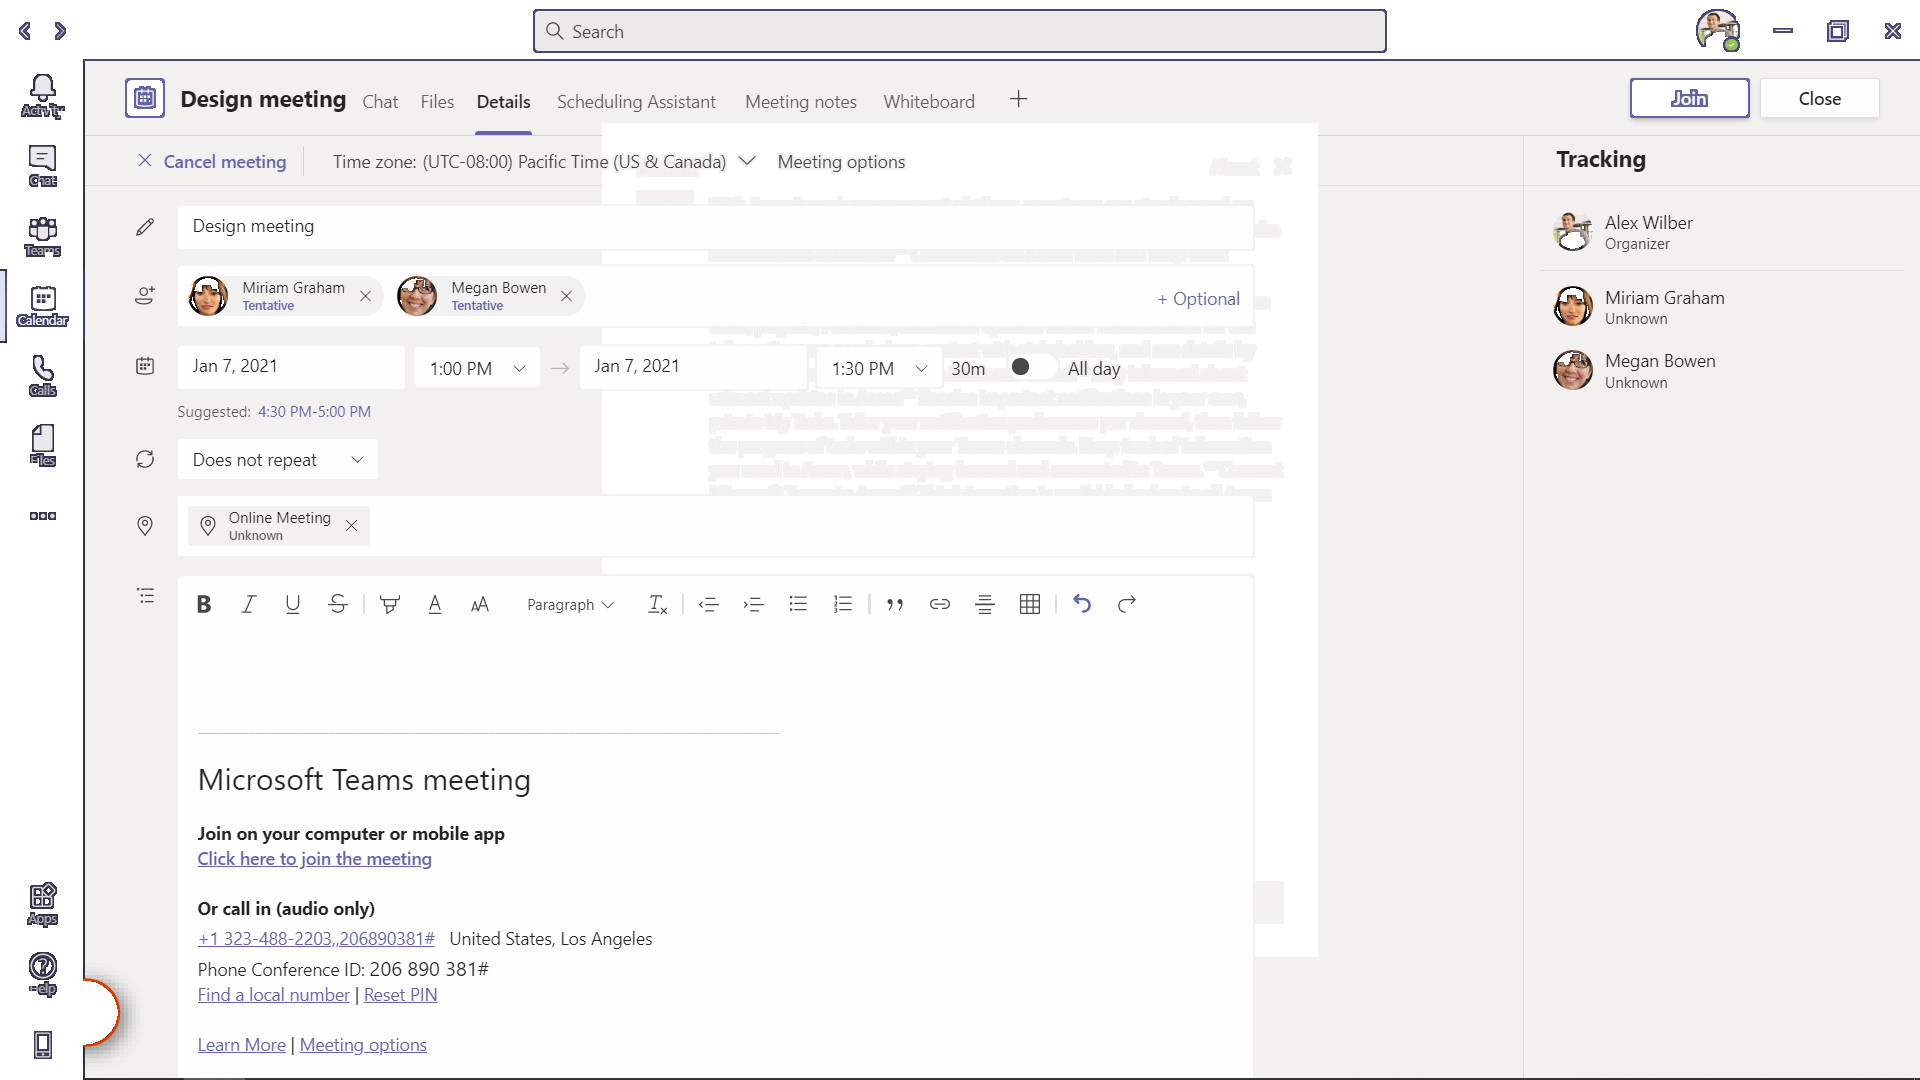 Search
Activity
Chat
Teams
Calendar
Calls
Files
Apps
Help
Design meeting
Chat
Files
Details
Scheduling Assistant
Meeting notes
Whiteboard
Join
Close
Cancel meeting
Time zone: (UTC-08:00) Pacific Time (US & Canada)
Meeting options
Design meeting
Miriam Graham
Tentative
Megan Bowen
Tentative
+ Optional
Jan 7, 2021
1:00 PM
Jan 7, 2021
1:30 PM
30m
All day
Suggested: 4:30 PM-5:00 PM
Does not repeat
Online Meeting
Unknown
Paragraph
Microsoft Teams meeting
Join on your computer or mobile app
Click here to join the meeting
Or call in (audio only)
+1 323-488-2203,,206890381# United States, Los Angeles
Phone Conference ID: 206 890 381#
Find a local number | Reset PIN
Learn More | Meeting options
Tracking
Alex Wilber
Organizer
Miriam Graham
Unknown
Megan Bowen
Unknown